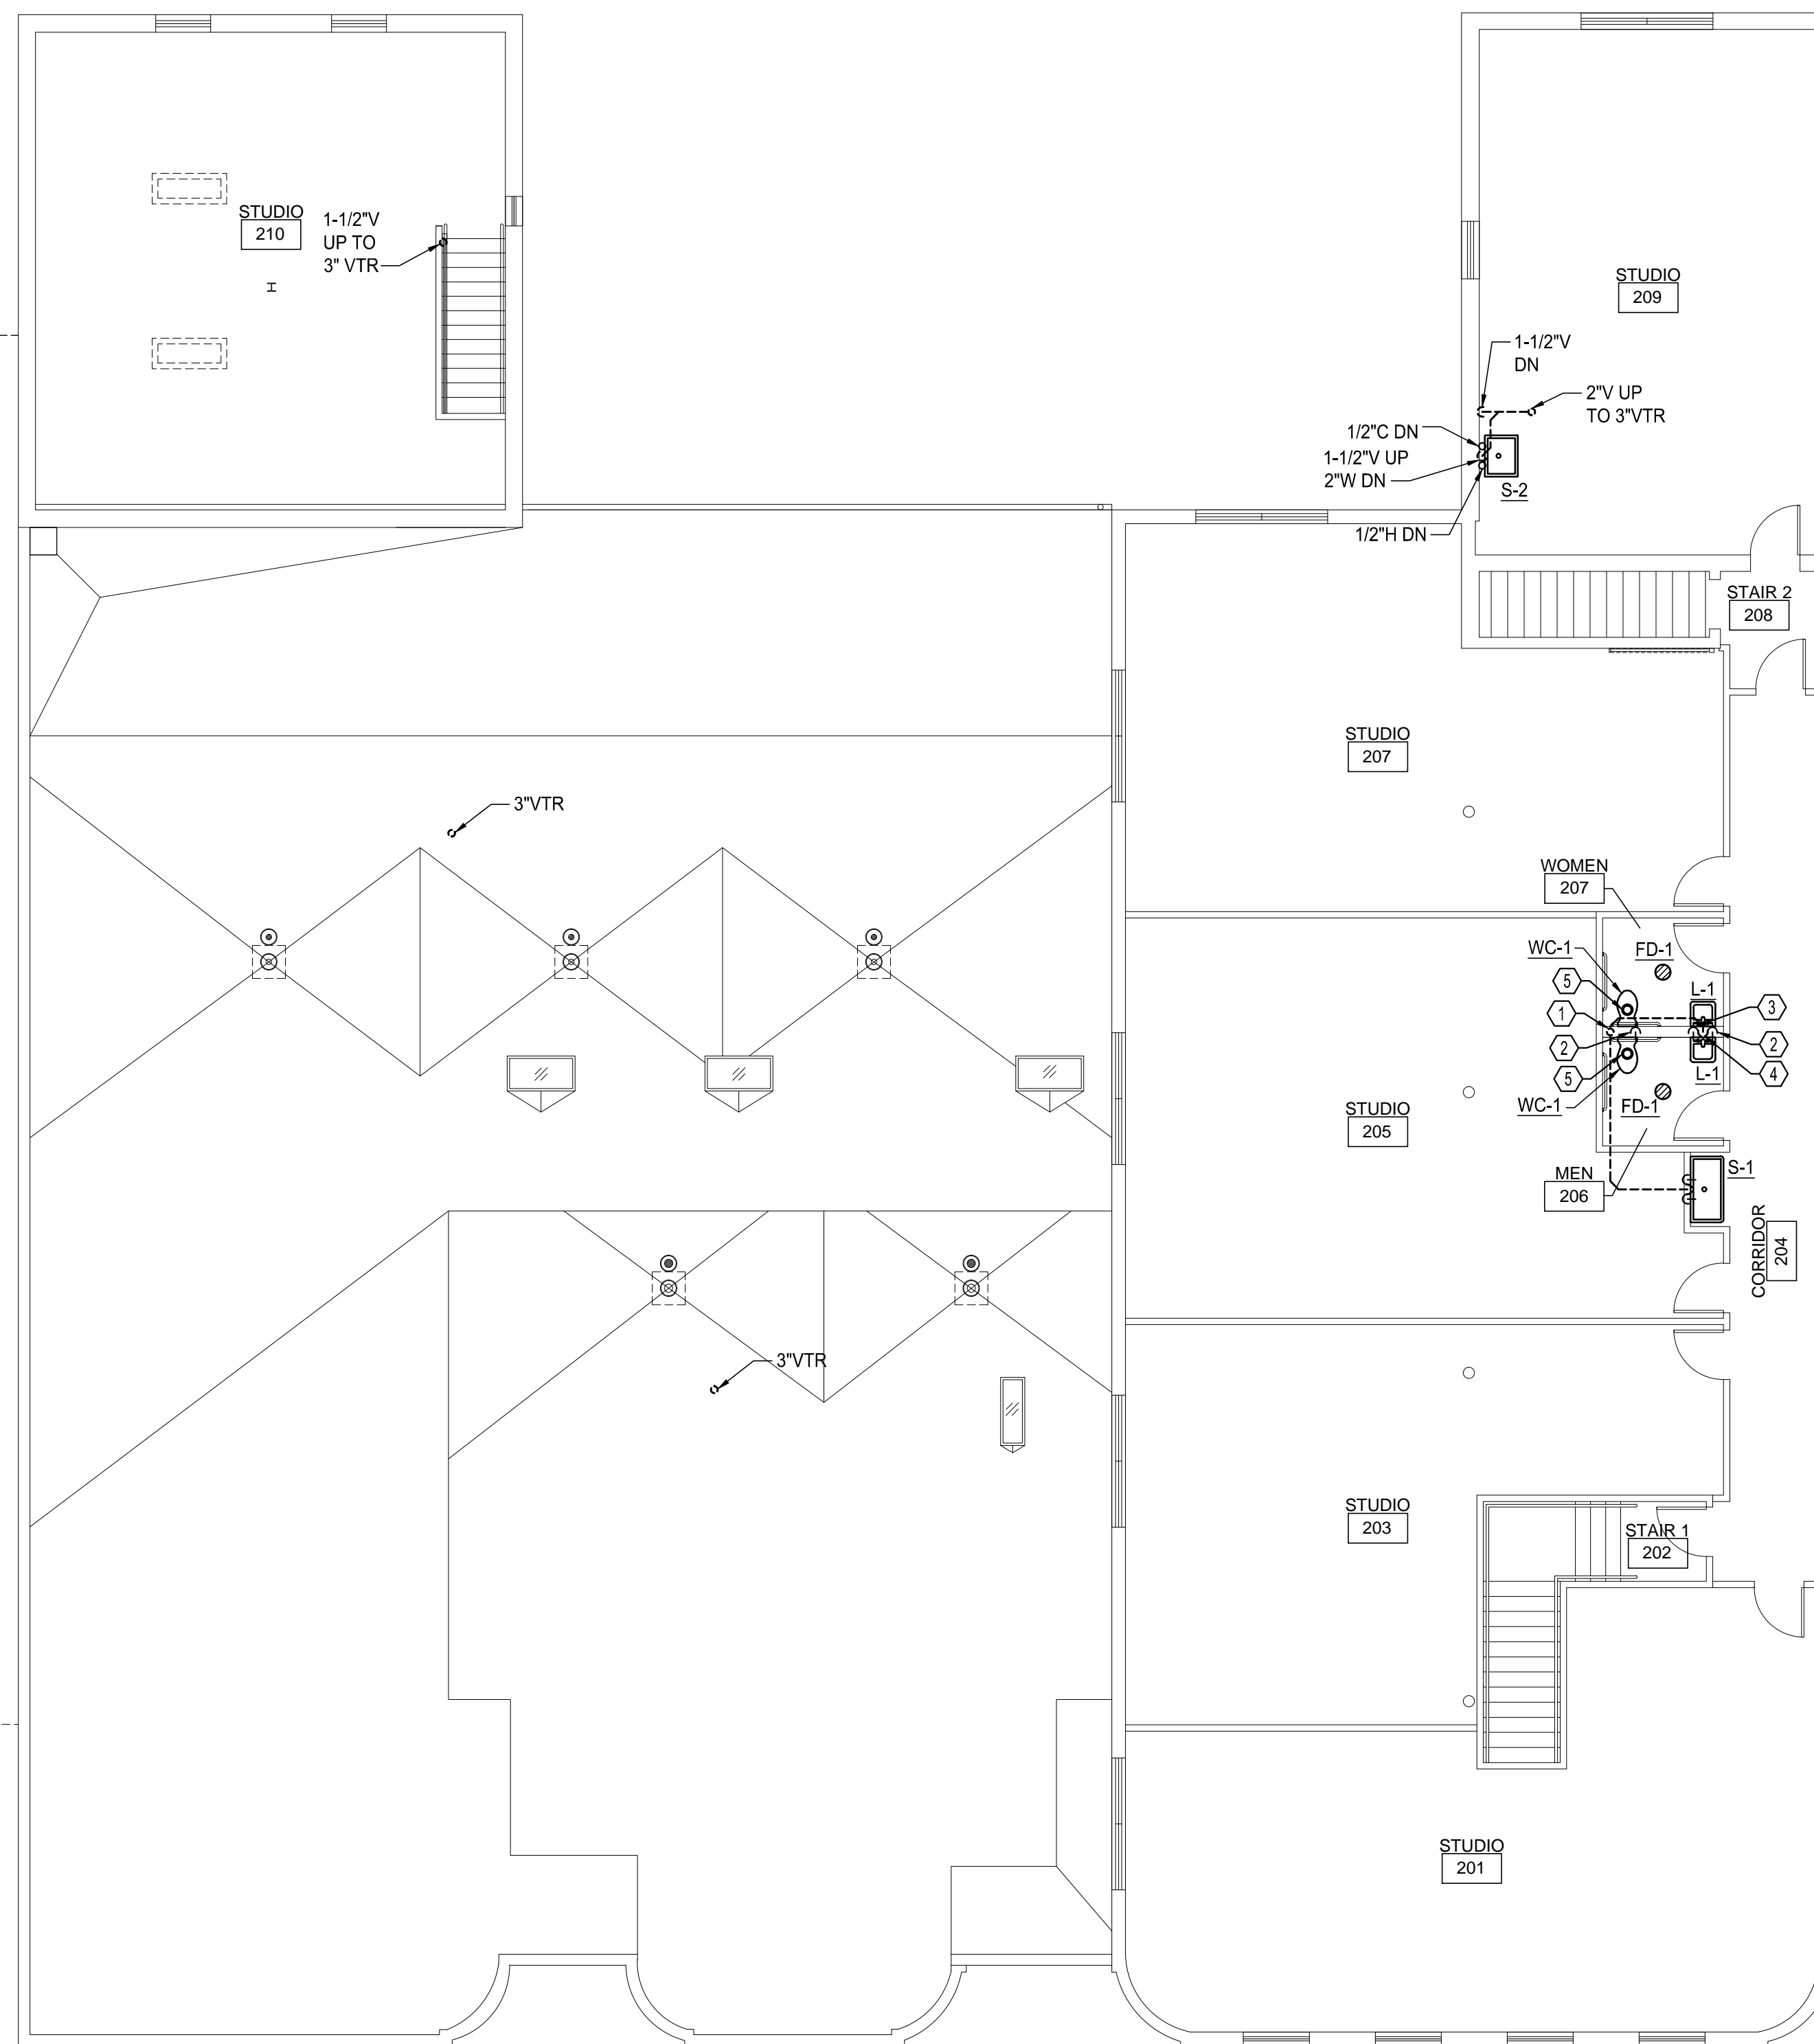 STUDIO
210
1-1/2"V
UP TO
3" VTR
STUDIO
209
1-1/2"V
DN
2"V UP
TO 3"VTR
1/2"C DN
1-1/2"V UP
2"W DN
S-2
1/2"H DN
STAIR 2
208
STUDIO
207
3"VTR
WOMEN
207
WC-1
FD-1
5
L-1
3
1
2
2
5
L-1
4
WC-1
FD-1
STUDIO
205
MEN
206
S-1
CORRIDOR
204
3"VTR
STUDIO
203
STAIR 1
202
STUDIO
201